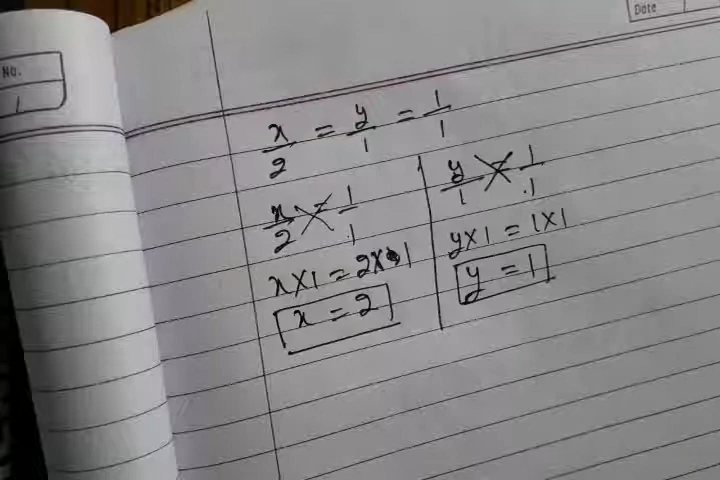 No.
1
Date
x/2 = y/1 = 1/1
x/2 = 1/1
x×1 = 2×1
x = 2
y/1 = 1/1
y×1 = 1×1
y = 1